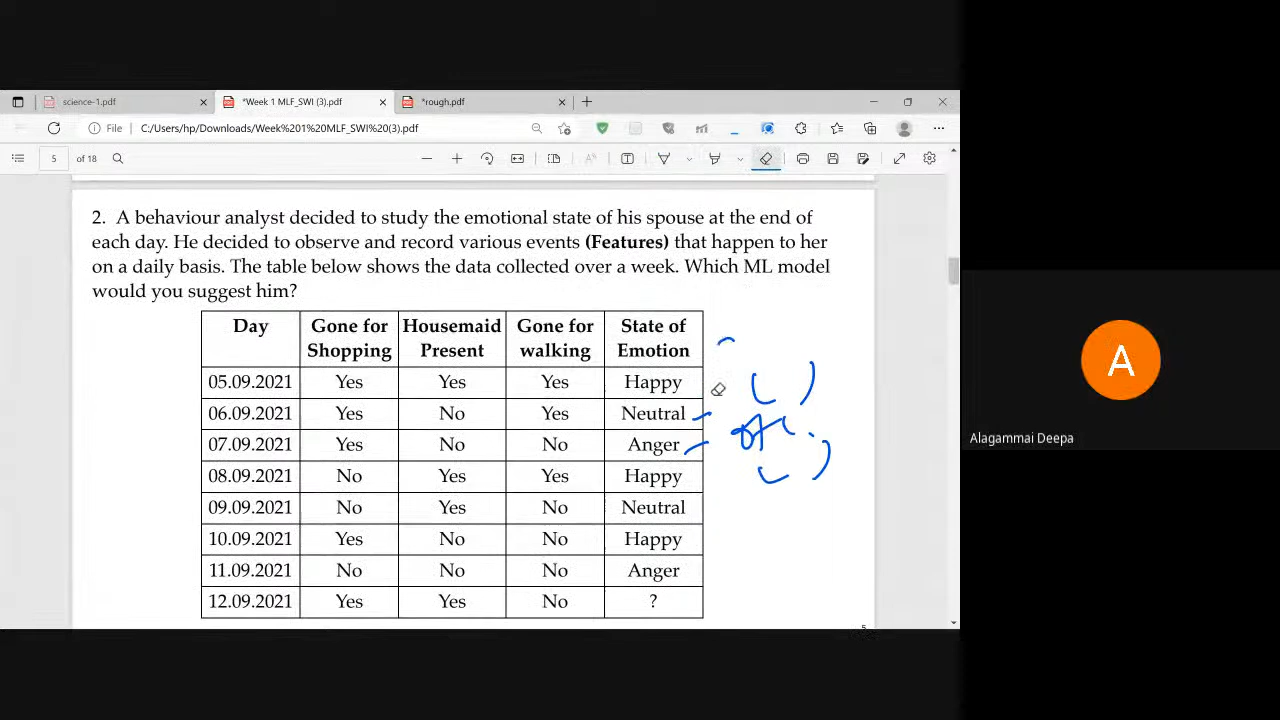 science-1.pdf
*Week 1 MLF_SWI (3).pdf
*rough.pdf
File
C:/Users/hp/Downloads/Week%201%20MLF_SWI%20(3).pdf
5 of 18
2. A behaviour analyst decided to study the emotional state of his spouse at the end of
each day. He decided to observe and record various events (Features) that happen to her
on a daily basis. The table below shows the data collected over a week. Which ML model
would you suggest him?
Day Gone for Shopping Housemaid Present Gone for walking State of Emotion
05.09.2021 Yes Yes Yes Happy
06.09.2021 Yes No Yes Neutral
07.09.2021 Yes No No Anger
08.09.2021 No Yes Yes Happy
09.09.2021 No Yes No Neutral
10.09.2021 Yes No No Happy
11.09.2021 No No No Anger
12.09.2021 Yes Yes No ?
5
A
Alagammai Deepa